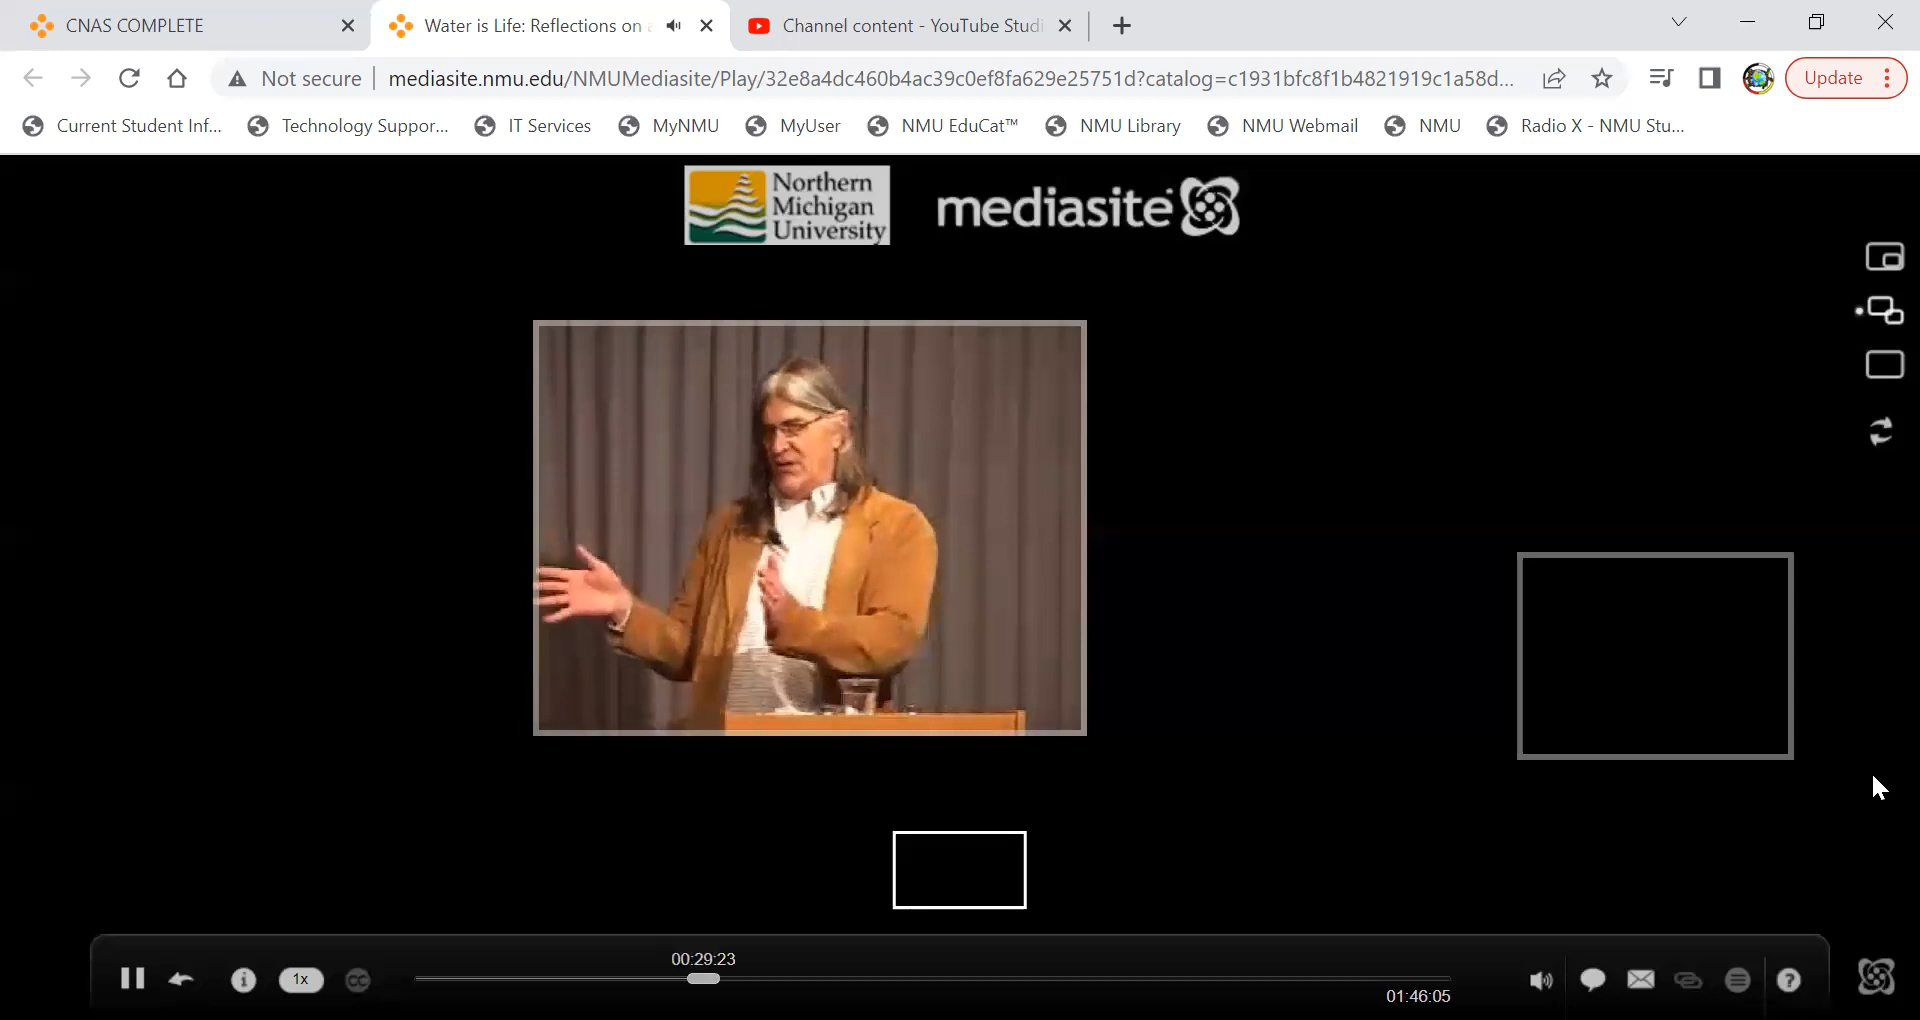 CNAS COMPLETE
Water is Life: Reflections on a
Channel content - YouTube Studi
Not secure
mediasite.nmu.edu/NMUMediasite/Play/32e8a4dc460b4ac39c0ef8fa629e25751d?catalog=c1931bfc8f1b4821919c1a58d...
Update
Current Student Inf...
Technology Suppor...
IT Services
MyNMU
MyUser
NMU EduCat™
NMU Library
NMU Webmail
NMU
Radio X - NMU Stu...
Northern
Michigan
University
mediasite
00:29:23
1x
CC
01:46:05